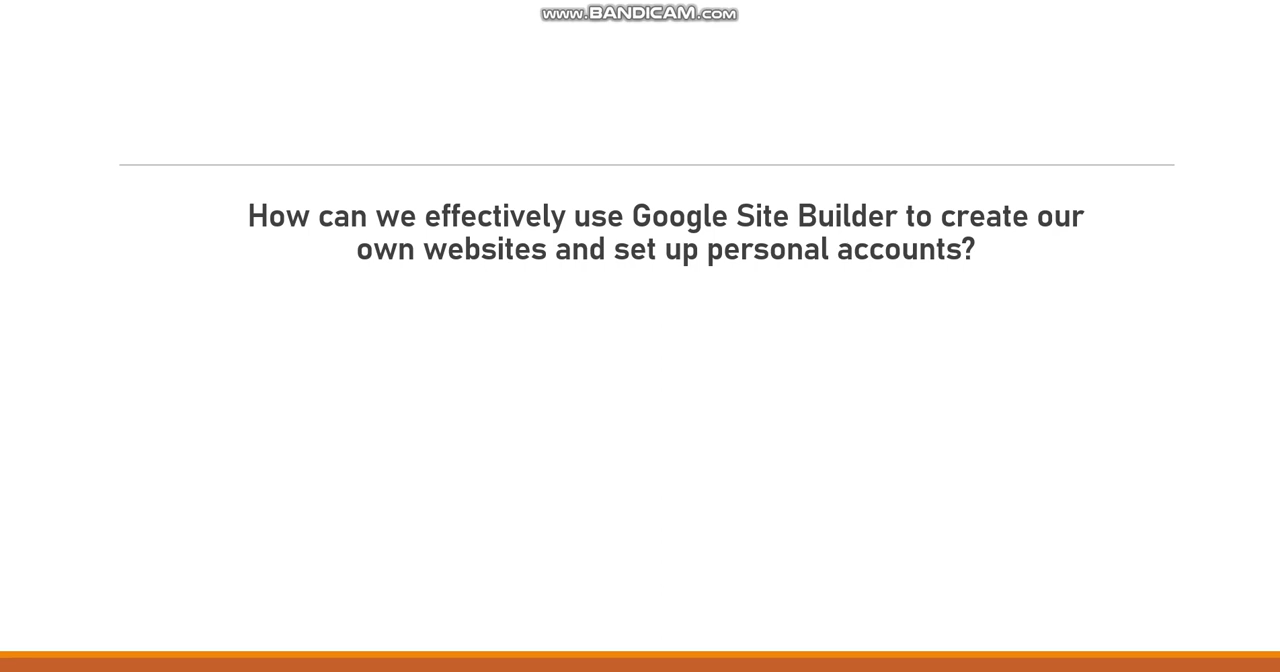 www.BANDICAM.com
How can we effectively use Google Site Builder to create our
own websites and set up personal accounts?